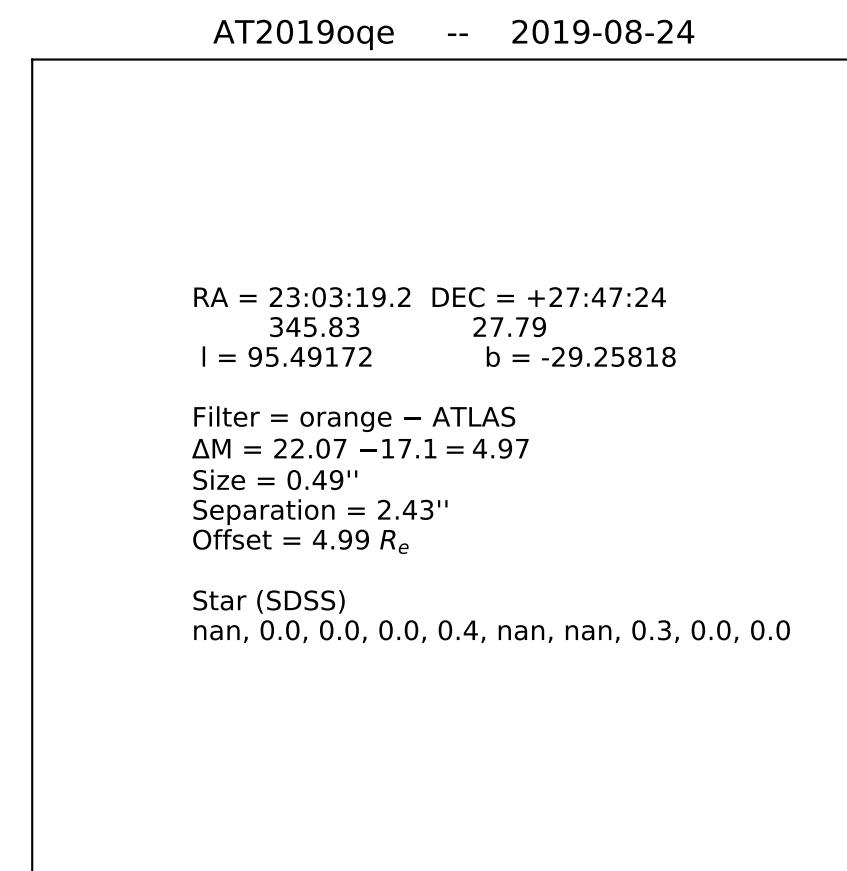 AT2019oqe -- 2019-08-24
RA = 23:03:19.2 DEC = +27:47:24
345.83 27.79
l = 95.49172 b = -29.25818
Filter = orange − ATLAS
ΔM = 22.07 −17.1 = 4.97
Size = 0.49''
Separation = 2.43''
Offset = 4.99 Rₑ
Star (SDSS)
nan, 0.0, 0.0, 0.0, 0.4, nan, nan, 0.3, 0.0, 0.0